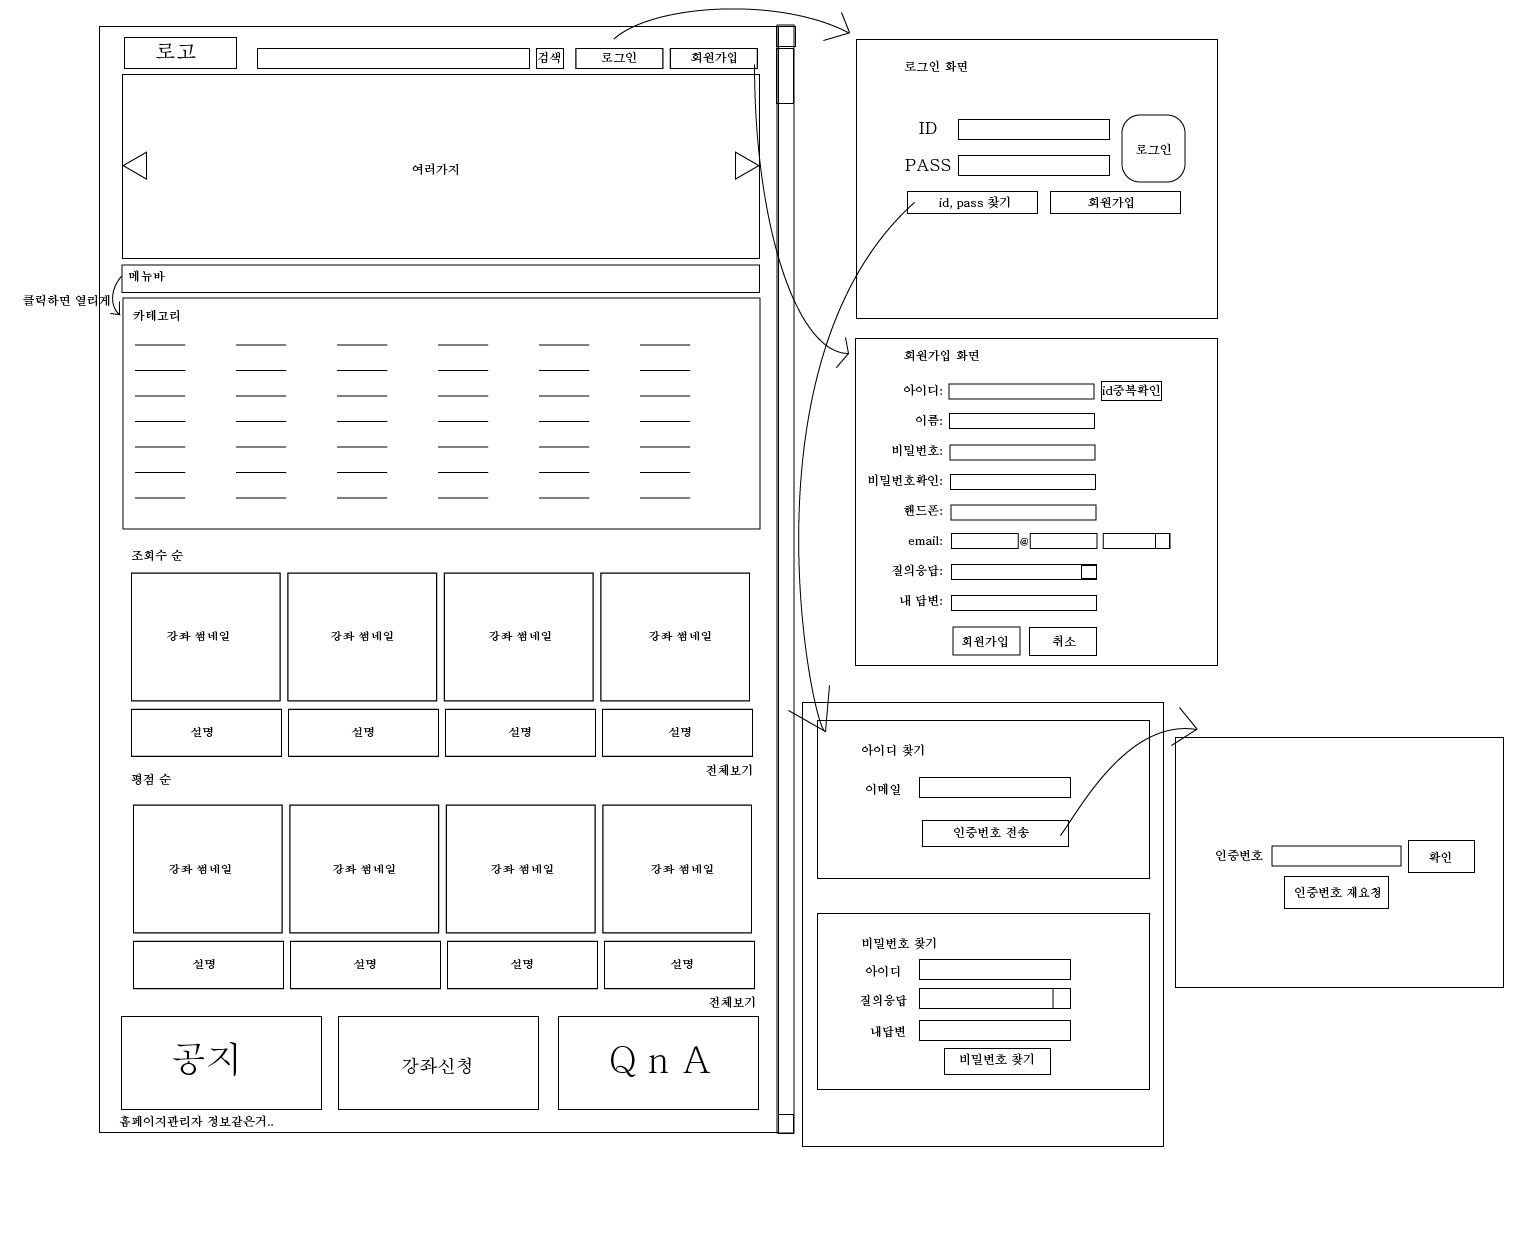 로고
검색
로그인
회원가입
여러가지
메뉴바
클릭하면 열리게
카테고리
조회수 순
강좌 썸네일
강좌 썸네일
강좌 썸네일
강좌 썸네일
설명
설명
설명
설명
전체보기
평점 순
강좌 썸네일
강좌 썸네일
강좌 썸네일
강좌 썸네일
설명
설명
설명
설명
전체보기
공지
강좌신청
Q n A
홈페이지관리자 정보같은거..
로그인 화면
ID
PASS
로그인
id, pass 찾기
회원가입
회원가입 화면
아이디:
id중복확인
이름:
비밀번호:
비밀번호확인:
핸드폰:
email:
@
질의응답:
내 답변:
회원가입
취소
아이디 찾기
이메일
인증번호 전송
비밀번호 찾기
아이디
질의응답
내답변
비밀번호 찾기
인증번호
확인
인증번호 재요청